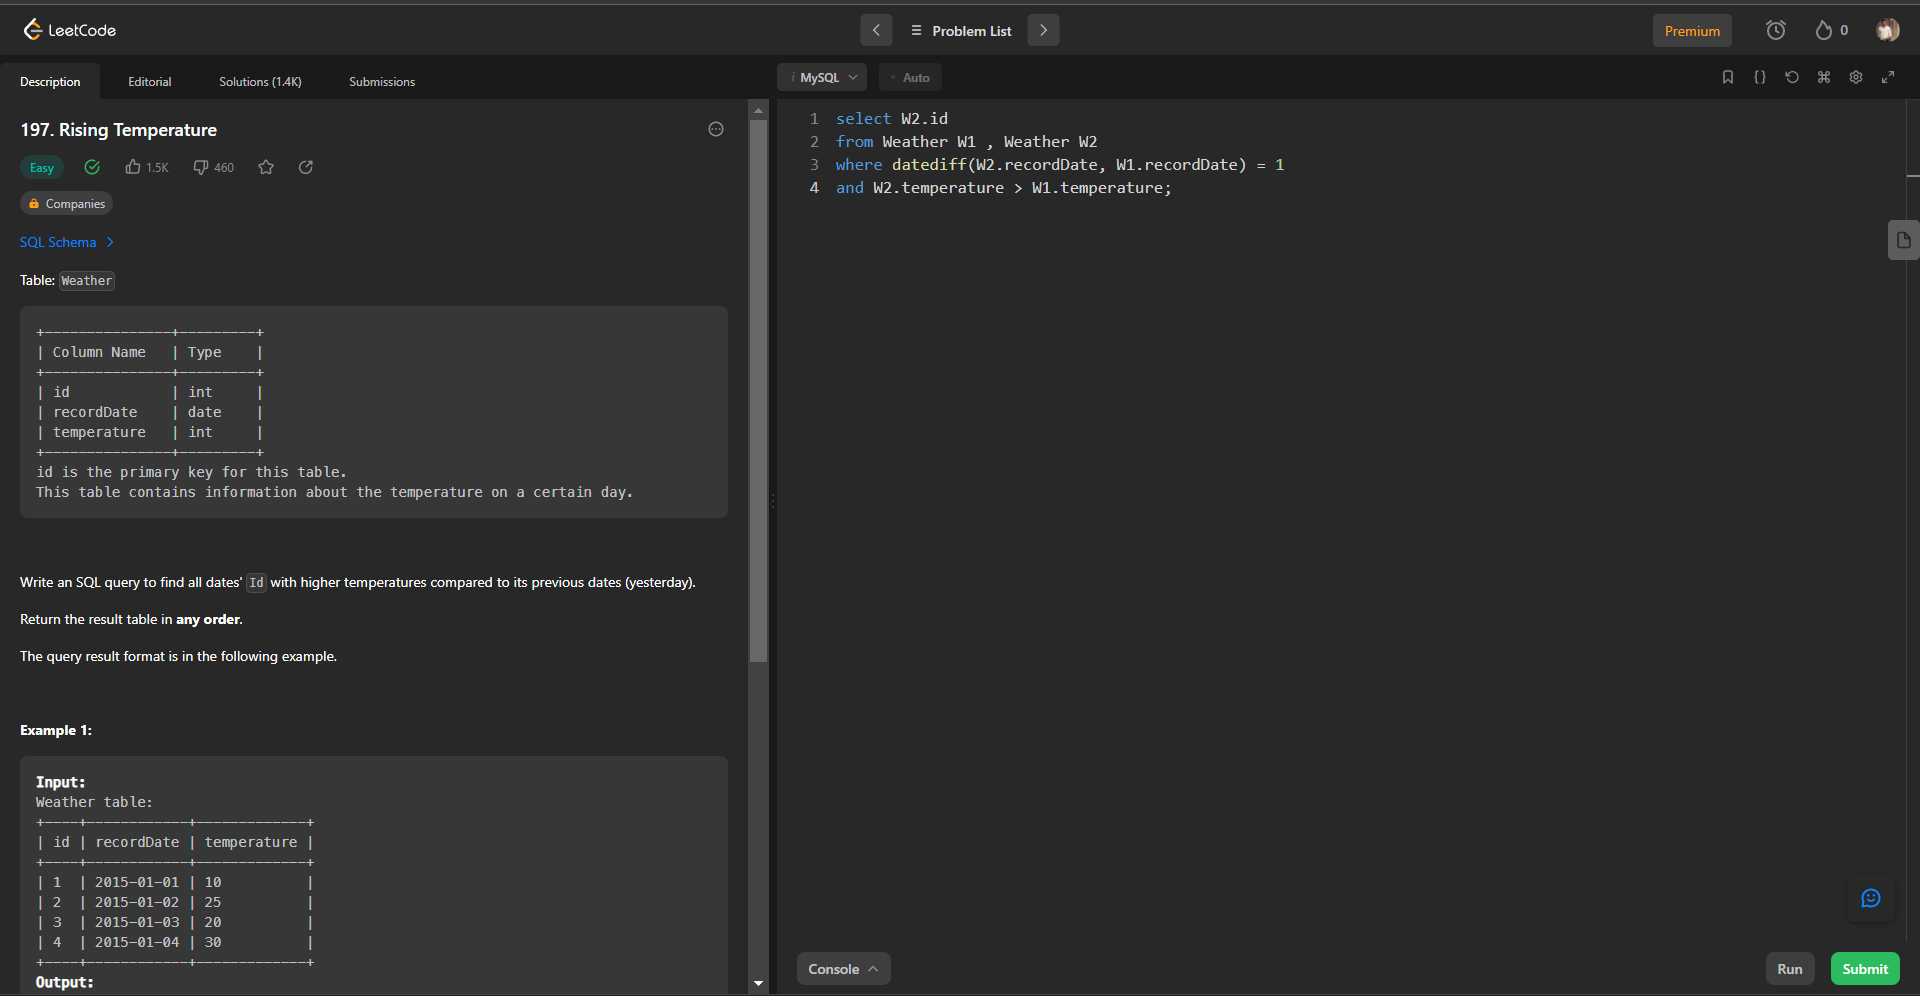 LeetCode
Problem List
Premium
0
Description
Editorial
Solutions (1.4K)
Submissions
197. Rising Temperature
Easy
1.5K
460
Companies
SQL Schema
Table: Weather
+---------------+---------+
| Column Name   | Type    |
+---------------+---------+
| id            | int     |
| recordDate    | date    |
| temperature   | int     |
+---------------+---------+
id is the primary key for this table.
This table contains information about the temperature on a certain day.
Write an SQL query to find all dates' Id with higher temperatures compared to its previous dates (yesterday).
Return the result table in any order.
The query result format is in the following example.
Example 1:
Input:
Weather table:
+----+------------+-------------+
| id | recordDate | temperature |
+----+------------+-------------+
| 1  | 2015-01-01 | 10          |
| 2  | 2015-01-02 | 25          |
| 3  | 2015-01-03 | 20          |
| 4  | 2015-01-04 | 30          |
+----+------------+-------------+
Output:
i MySQL
Auto
1 select W2.id
2 from Weather W1 , Weather W2
3 where datediff(W2.recordDate, W1.recordDate) = 1
4 and W2.temperature > W1.temperature;
Console
Run
Submit